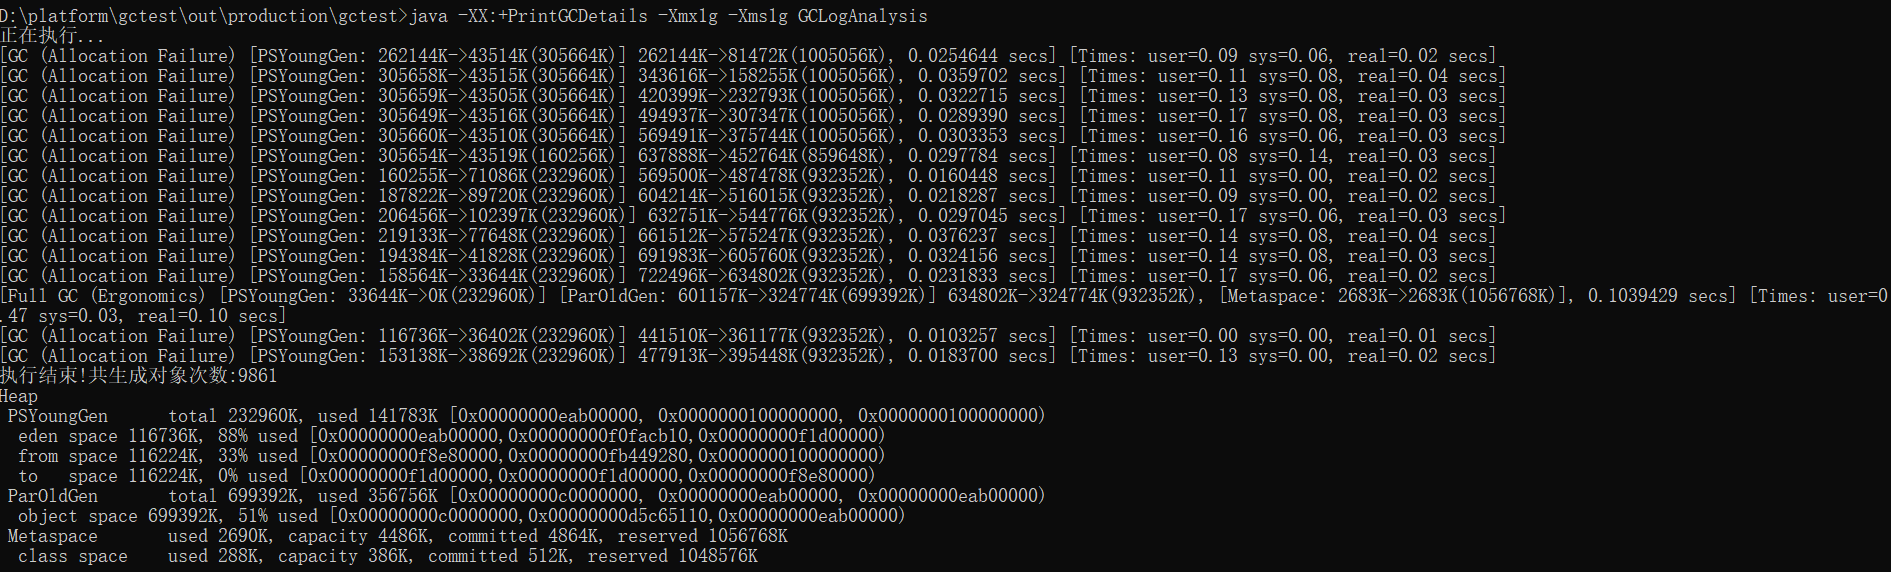 D:\platform\gctest\out\production\gctest>java -XX:+PrintGCDetails -Xmx1g -Xms1g GCLogAnalysis
正在执行...
[GC (Allocation Failure) [PSYoungGen: 262144K->43514K(305664K)] 262144K->81472K(1005056K), 0.0254644 secs] [Times: user=0.09 sys=0.06, real=0.02 secs]
[GC (Allocation Failure) [PSYoungGen: 305658K->43515K(305664K)] 343616K->158255K(1005056K), 0.0359702 secs] [Times: user=0.11 sys=0.08, real=0.04 secs]
[GC (Allocation Failure) [PSYoungGen: 305659K->43505K(305664K)] 420399K->232793K(1005056K), 0.0322715 secs] [Times: user=0.13 sys=0.08, real=0.03 secs]
[GC (Allocation Failure) [PSYoungGen: 305649K->43516K(305664K)] 494937K->307347K(1005056K), 0.0289390 secs] [Times: user=0.17 sys=0.08, real=0.03 secs]
[GC (Allocation Failure) [PSYoungGen: 305660K->43510K(305664K)] 569491K->375744K(1005056K), 0.0303353 secs] [Times: user=0.16 sys=0.06, real=0.03 secs]
[GC (Allocation Failure) [PSYoungGen: 305654K->43519K(160256K)] 637888K->452764K(859648K), 0.0297784 secs] [Times: user=0.08 sys=0.14, real=0.03 secs]
[GC (Allocation Failure) [PSYoungGen: 160255K->71086K(232960K)] 569500K->487478K(932352K), 0.0160448 secs] [Times: user=0.11 sys=0.00, real=0.02 secs]
[GC (Allocation Failure) [PSYoungGen: 187822K->89720K(232960K)] 604214K->516015K(932352K), 0.0218287 secs] [Times: user=0.09 sys=0.00, real=0.02 secs]
[GC (Allocation Failure) [PSYoungGen: 206456K->102397K(232960K)] 632751K->544776K(932352K), 0.0297045 secs] [Times: user=0.17 sys=0.06, real=0.03 secs]
[GC (Allocation Failure) [PSYoungGen: 219133K->77648K(232960K)] 661512K->575247K(932352K), 0.0376237 secs] [Times: user=0.14 sys=0.08, real=0.04 secs]
[GC (Allocation Failure) [PSYoungGen: 194384K->41828K(232960K)] 691983K->605760K(932352K), 0.0324156 secs] [Times: user=0.14 sys=0.08, real=0.03 secs]
[GC (Allocation Failure) [PSYoungGen: 158564K->33644K(232960K)] 722496K->634802K(932352K), 0.0231833 secs] [Times: user=0.17 sys=0.06, real=0.02 secs]
[Full GC (Ergonomics) [PSYoungGen: 33644K->0K(232960K)] [ParOldGen: 601157K->324774K(699392K)] 634802K->324774K(932352K), [Metaspace: 2683K->2683K(1056768K)], 0.1039429 secs] [Times: user=0
.47 sys=0.03, real=0.10 secs]
[GC (Allocation Failure) [PSYoungGen: 116736K->36402K(232960K)] 441510K->361177K(932352K), 0.0103257 secs] [Times: user=0.00 sys=0.00, real=0.01 secs]
[GC (Allocation Failure) [PSYoungGen: 153138K->38692K(232960K)] 477913K->395448K(932352K), 0.0183700 secs] [Times: user=0.13 sys=0.00, real=0.02 secs]
执行结束!共生成对象次数:9861
Heap
 PSYoungGen      total 232960K, used 141783K [0x00000000eab00000, 0x0000000100000000, 0x0000000100000000)
  eden space 116736K, 88% used [0x00000000eab00000,0x00000000f0facb10,0x00000000f1d00000)
  from space 116224K, 33% used [0x00000000f8e80000,0x00000000fb449280,0x0000000100000000)
  to   space 116224K, 0% used [0x00000000f1d00000,0x00000000f1d00000,0x00000000f8e80000)
 ParOldGen       total 699392K, used 356756K [0x00000000c0000000, 0x00000000eab00000, 0x00000000eab00000)
  object space 699392K, 51% used [0x00000000c0000000,0x00000000d5c65110,0x00000000eab00000)
 Metaspace       used 2690K, capacity 4486K, committed 4864K, reserved 1056768K
  class space    used 288K, capacity 386K, committed 512K, reserved 1048576K